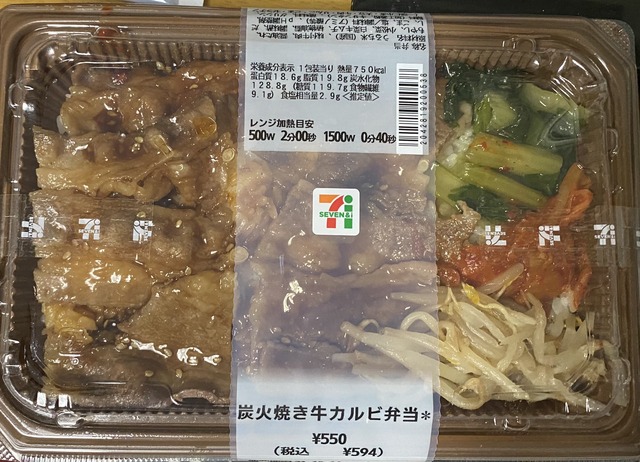 名称 弁当
栄養成分表示 1包装当り 熱量750kcal
蛋白質18.6g 脂質19.8g 炭水化物
128.8g (糖質119.7g 食物繊維
9.1g) 食塩相当量2.9g<推定値>
レンジ加熱目安
500W 2分00秒 1500W 0分40秒
SEVEN&i
炭火焼き牛カルビ弁当*
¥550
(税込 ¥594)